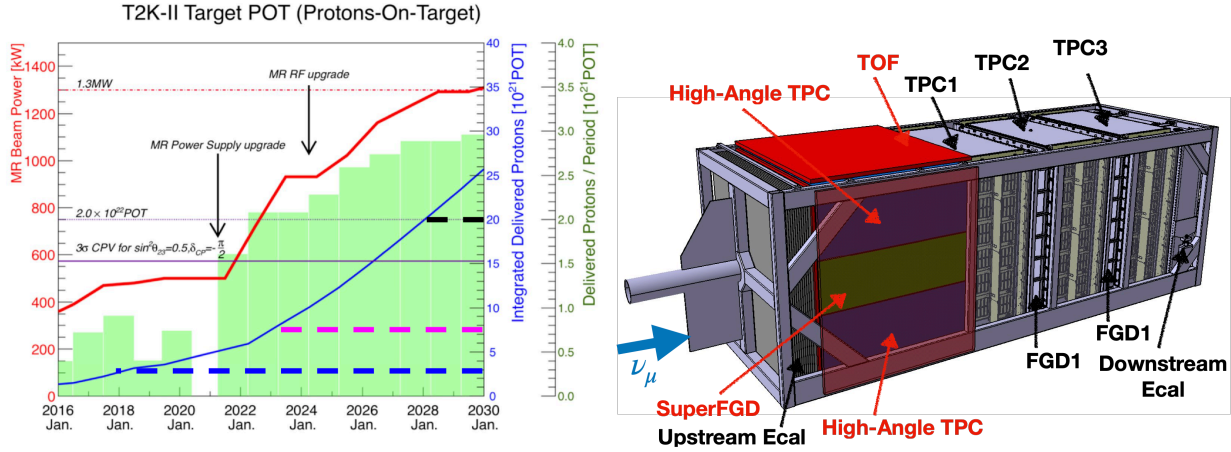 T2K-II Target POT (Protons-On-Target)
MR Beam Power [kW]
1400
1200
1000
800
600
400
200
0
1.3MW
MR RF upgrade
MR Power Supply upgrade
2.0 × 10²²POT
3σ CPV for sin²θ₂₃=0.5,δ_CP=-π/2
2016 Jan.
2018 Jan.
2020 Jan.
2022 Jan.
2024 Jan.
2026 Jan.
2028 Jan.
2030 Jan.
40
35
30
25
20
15
10
5
0
Integrated Delivered Protons [10²¹POT]
4.0
3.5
3.0
2.5
2.0
1.5
1.0
0.5
0.0
Delivered Protons / Period [10²¹POT]
TPC3
TPC2
TOF
TPC1
High-Angle TPC
ν_μ
FGD1
FGD1
Downstream
Ecal
SuperFGD
High-Angle TPC
Upstream Ecal